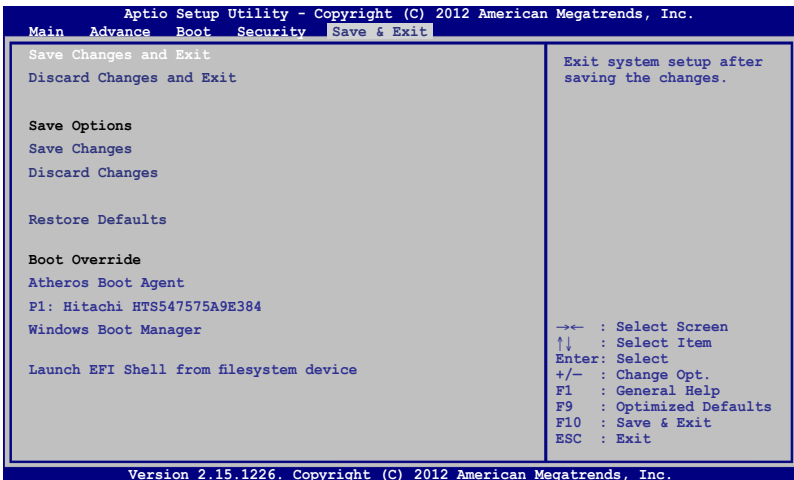 Aptio Setup Utility - Copyright (C) 2012 American Megatrends, Inc.
Main Advance Boot Security Save & Exit
Save Changes and Exit
Discard Changes and Exit
Save Options
Save Changes
Discard Changes
Restore Defaults
Boot Override
Atheros Boot Agent
P1: Hitachi HTS547575A9E384
Windows Boot Manager
Launch EFI Shell from filesystem device
Exit system setup after
saving the changes.
→← : Select Screen
↑↓ : Select Item
Enter: Select
+/— : Change Opt.
F1 : General Help
F9 : Optimized Defaults
F10 : Save & Exit
ESC : Exit
Version 2.15.1226. Copyright (C) 2012 American Megatrends, Inc.